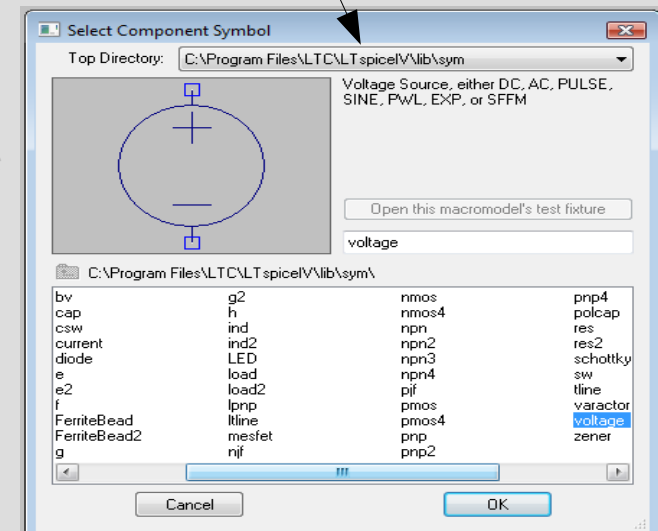 Select Component Symbol
Top Directory: C:\Program Files\LTC\LTspiceIV\lib\sym
Voltage Source, either DC, AC, PULSE,
SINE, PWL, EXP, or SFFM
Open this macromodel's test fixture
voltage
C:\Program Files\LTC\LTspiceIV\lib\sym\
bv g2 nmos pnp4
cap h nmos4 polcap
csw ind npn res
current ind2 npn2 res2
diode LED npn3 schottky
e load npn4 sw
e2 load2 pjf tline
f lpnp pmos varactor
FerriteBead ltline pmos4 voltage
FerriteBead2 mesfet pnp zener
g njf pnp2
Cancel OK